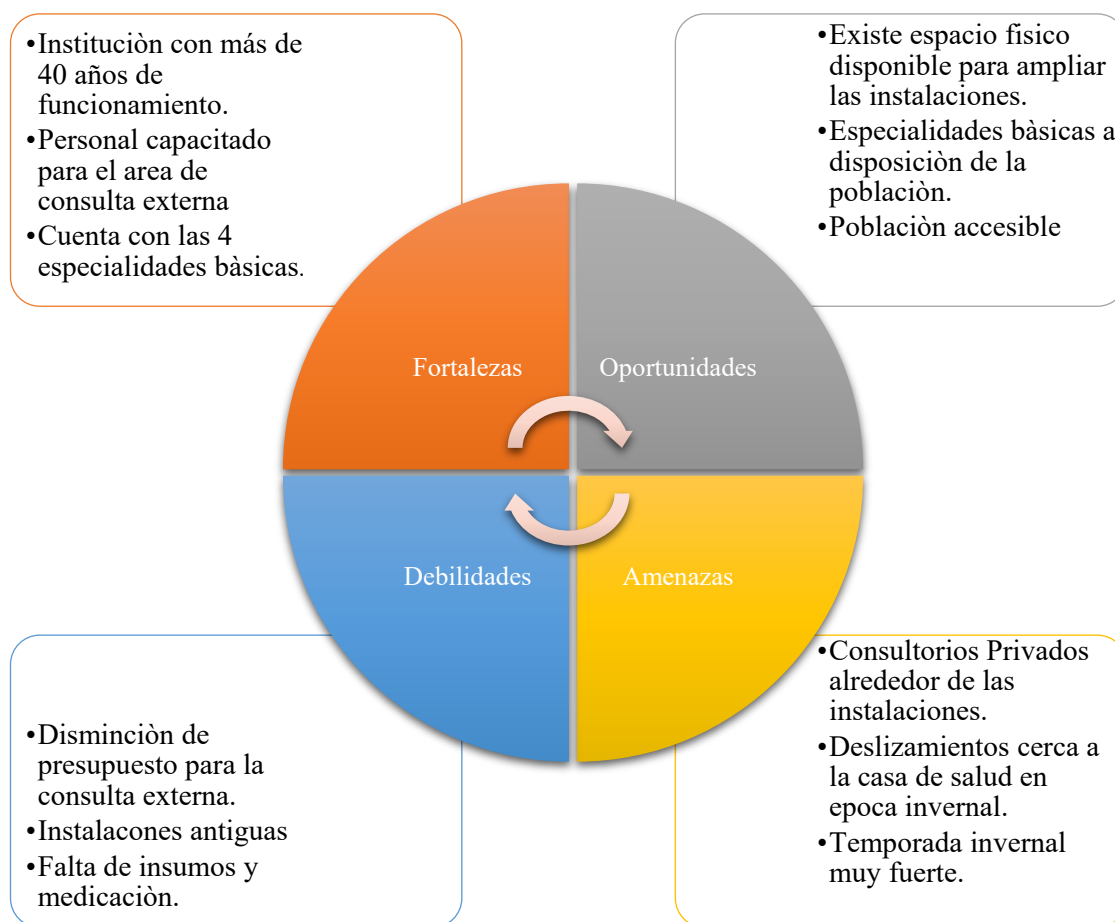 •Instituciòn con más de
40 años de
funcionamiento.
•Personal capacitado
para el area de
consulta externa
•Cuenta con las 4
especialidades bàsicas.
•Existe espacio fisico
disponible para ampliar
las instalaciones.
•Especialidades bàsicas a
disposiciòn de la
poblaciòn.
•Poblaciòn accesible
Fortalezas
Oportunidades
Debilidades
Amenazas
•Disminciòn de
presupuesto para la
consulta externa.
•Instalacones antiguas
•Falta de insumos y
medicaciòn.
•Consultorios Privados
alrededor de las
instalaciones.
•Deslizamientos cerca a
la casa de salud en
epoca invernal.
•Temporada invernal
muy fuerte.